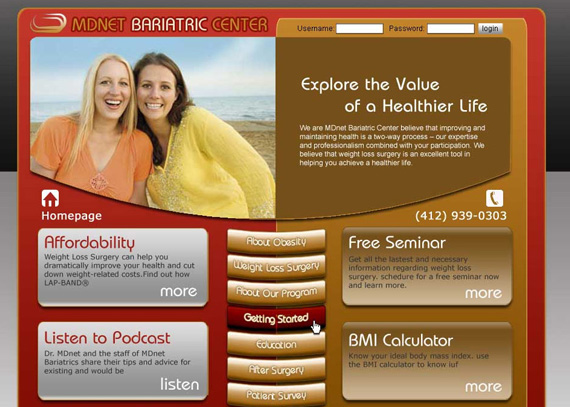 MDNET BARIATRIC CENTER
Username:
Password:
login
Explore the Value
of a Healthier Life
We are MDnet Bariatric Center believe that improving and
maintaining health is a two-way process – our expertise
and professionalism combined with your participation. We
believe that weight loss surgery is an excellent tool in
helping you achieve a healthier life.
Homepage
(412) 939-0303
Affordability
Weight Loss Surgery can help you
dramatically improve your health and cut
down weight-related costs.Find out how
LAP-BAND®
more
Listen to Podcast
Dr. MDnet and the staff of MDnet
Bariatrics share their tips and advice for
existing and would be
listen
About Obesity
Weight Loss Surgery
About Our Program
Getting Started
Education
After Surgery
Patient Survey
Free Seminar
Get all the lastest and necessary
information regarding weight loss
surgery. schedure for a free seminar now
and learn more.
more
BMI Calculator
Know your ideal body mass index. use
the BMI calculator to know iuf
more